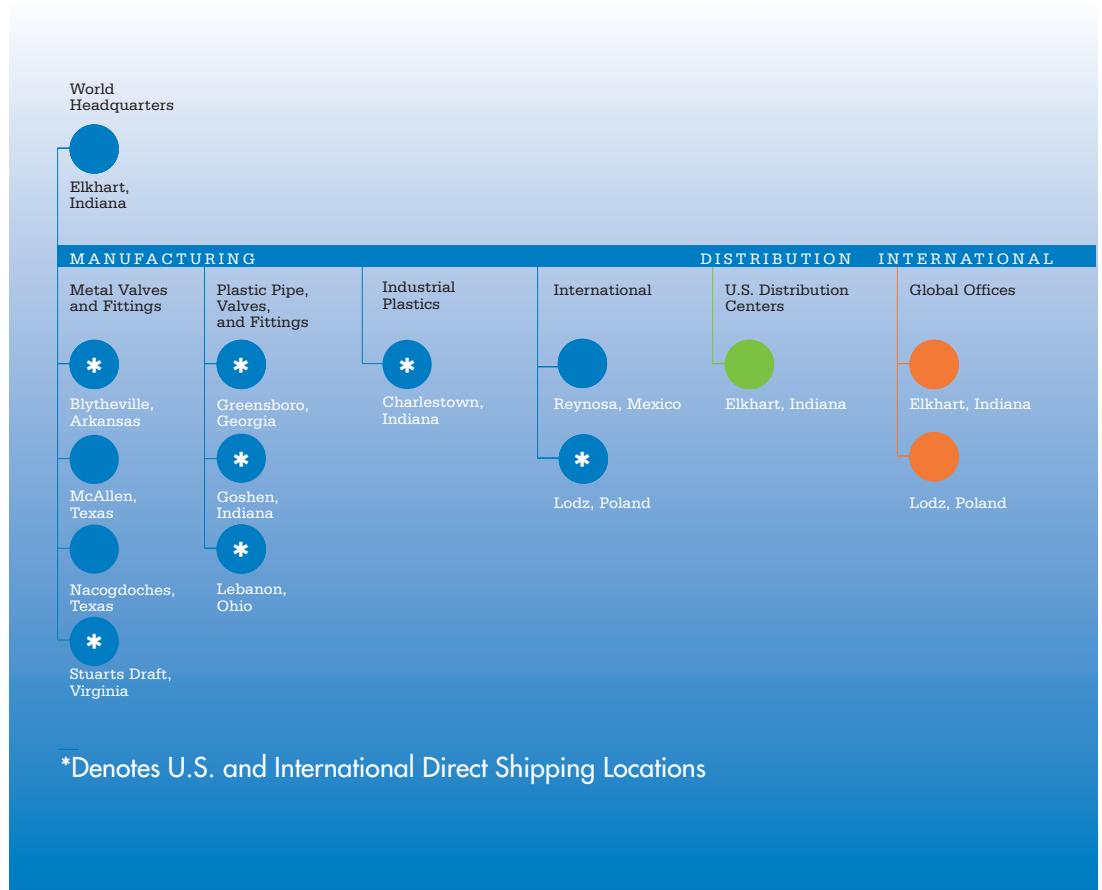 World
Headquarters
Elkhart,
Indiana
MANUFACTURING
DISTRIBUTION
INTERNATIONAL
Metal Valves
and Fittings
*
Blytheville,
Arkansas
McAllen,
Texas
Nacogdoches,
Texas
*
Stuarts Draft,
Virginia
Plastic Pipe,
Valves,
and Fittings
*
Greensboro,
Georgia
*
Goshen,
Indiana
*
Lebanon,
Ohio
Industrial
Plastics
*
Charlestown,
Indiana
International
Reynosa, Mexico
*
Lodz, Poland
U.S. Distribution
Centers
Elkhart, Indiana
Global Offices
Elkhart, Indiana
Lodz, Poland
*Denotes U.S. and International Direct Shipping Locations